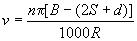 v = nπ[B − (2S + d)] / 1000R